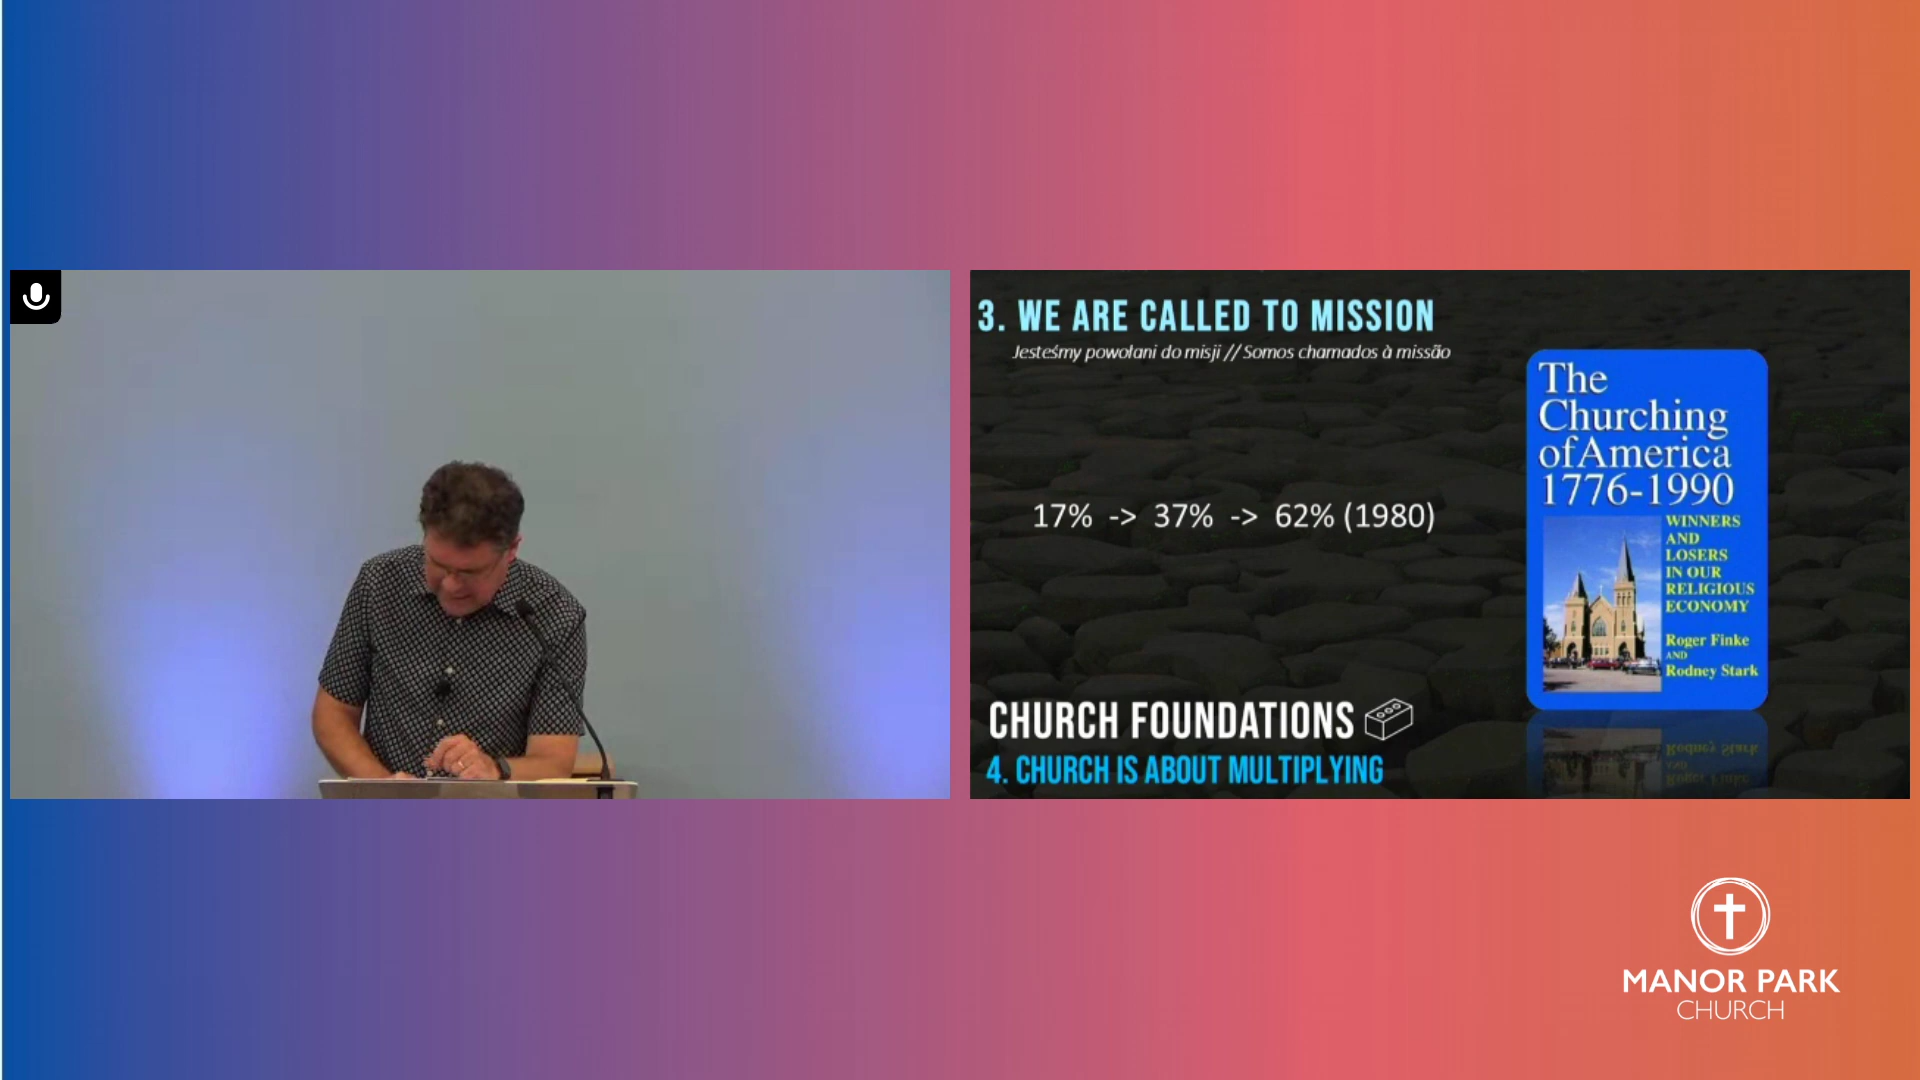 3. WE ARE CALLED TO MISSION
Jesteśmy powołani do misji // Somos chamados à missão
17% -> 37% -> 62% (1980)
The
Churching
of America
1776-1990
WINNERS
AND
LOSERS
IN OUR
RELIGIOUS
ECONOMY
Roger Finke
AND
Rodney Stark
CHURCH FOUNDATIONS
4. CHURCH IS ABOUT MULTIPLYING
MANOR PARK
CHURCH